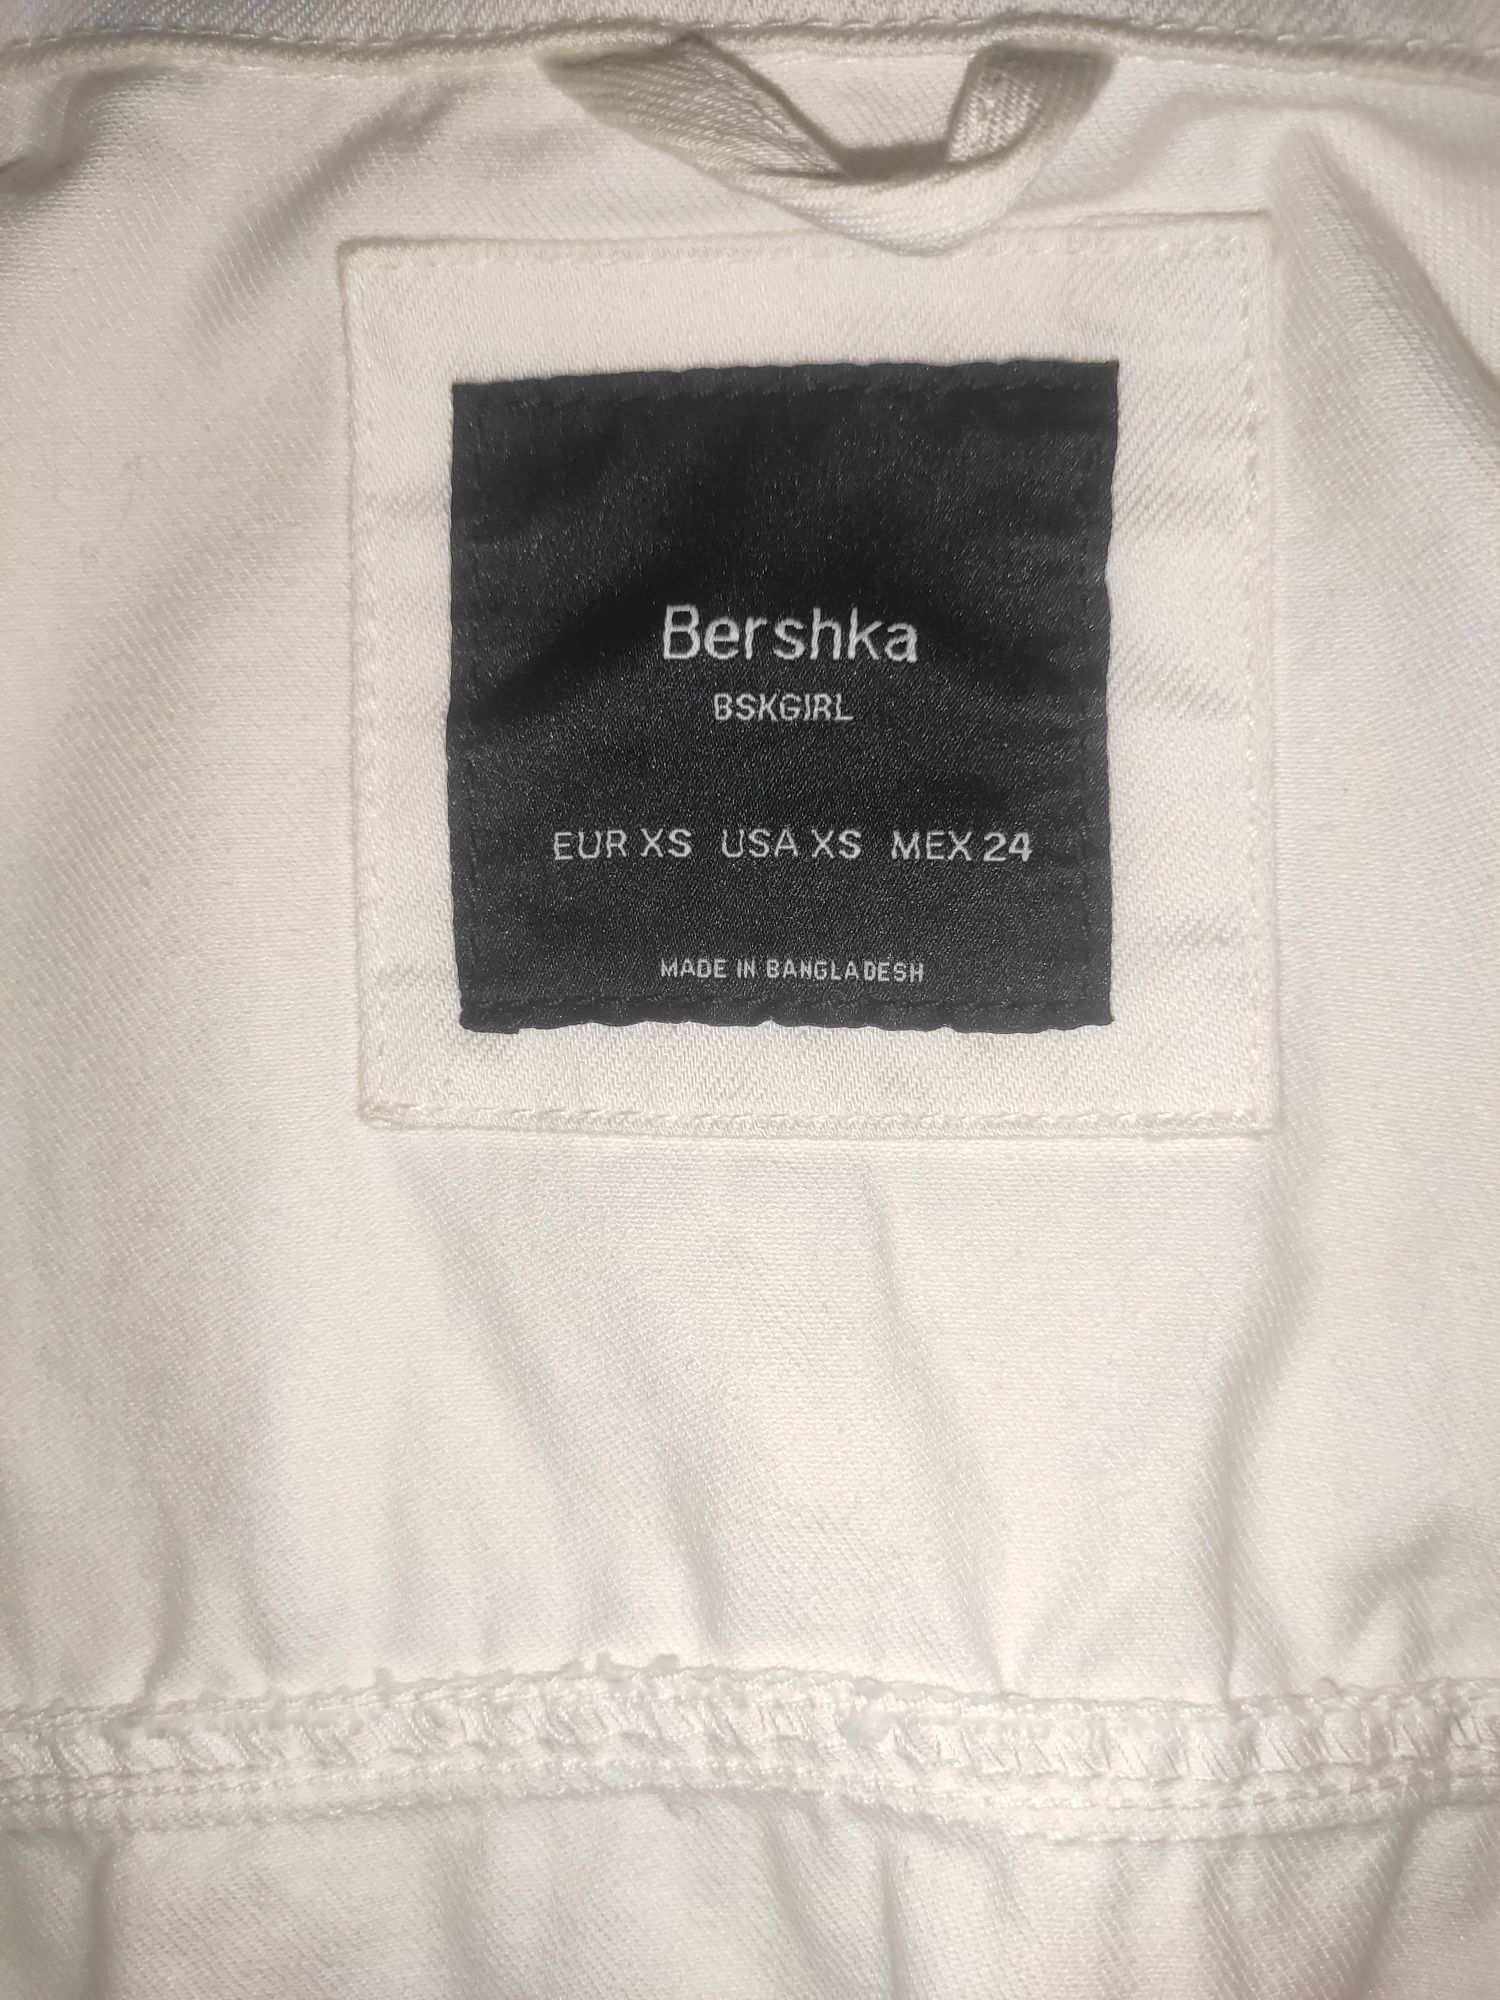 Bershka
BSKGIRL
EUR XS USA XS MEX 24
MADE IN BANGLADESH